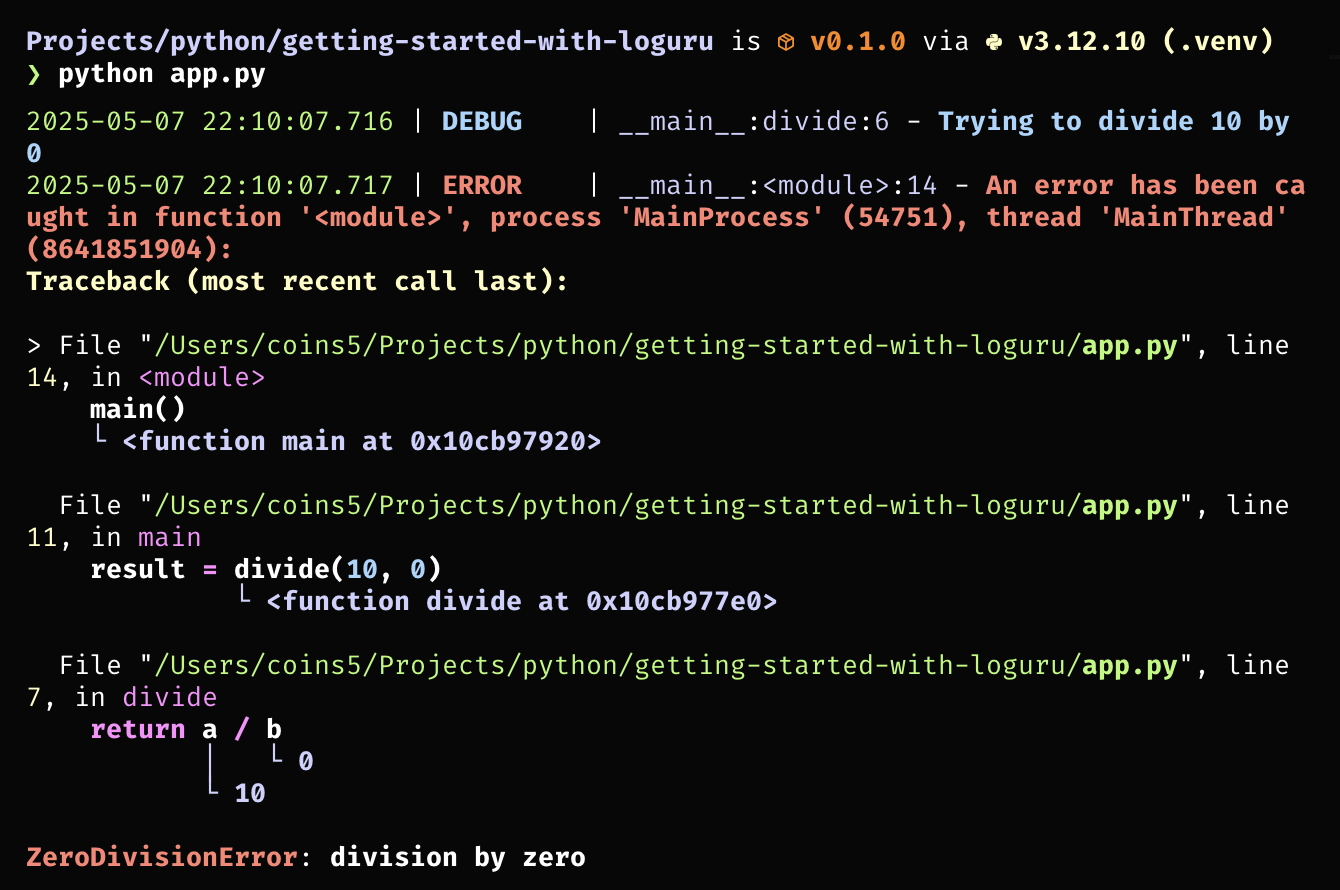 Projects/python/getting-started-with-loguru is v0.1.0 via v3.12.10 (.venv)
❯ python app.py
2025-05-07 22:10:07.716 | DEBUG    | __main__:divide:6 - Trying to divide 10 by
0
2025-05-07 22:10:07.717 | ERROR    | __main__:<module>:14 - An error has been ca
ught in function '<module>', process 'MainProcess' (54751), thread 'MainThread'
(8641851904):
Traceback (most recent call last):

> File "/Users/coins5/Projects/python/getting-started-with-loguru/app.py", line
14, in <module>
    main()
    └ <function main at 0x10cb97920>

  File "/Users/coins5/Projects/python/getting-started-with-loguru/app.py", line
11, in main
    result = divide(10, 0)
             └ <function divide at 0x10cb977e0>

  File "/Users/coins5/Projects/python/getting-started-with-loguru/app.py", line
7, in divide
    return a / b
           │   └ 0
           └ 10

ZeroDivisionError: division by zero